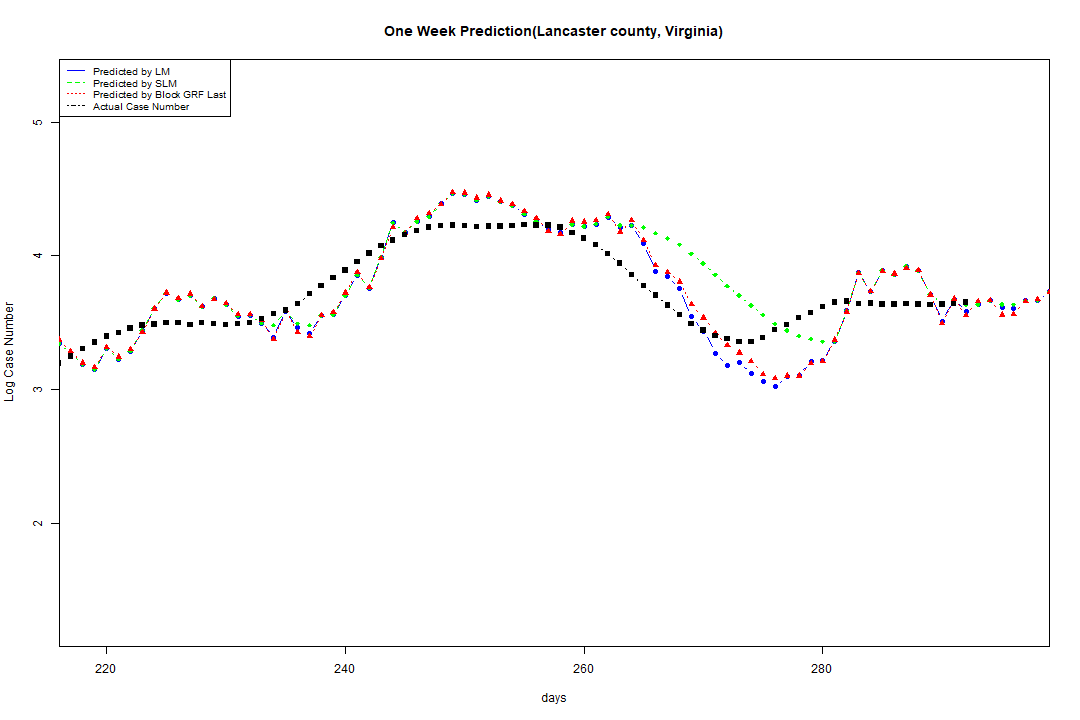 One Week Prediction(Lancaster county, Virginia)
Predicted by LM
Predicted by SLM
Predicted by Block GRF Last
Actual Case Number
5
4
3
2
Log Case Number
220
240
260
280
days